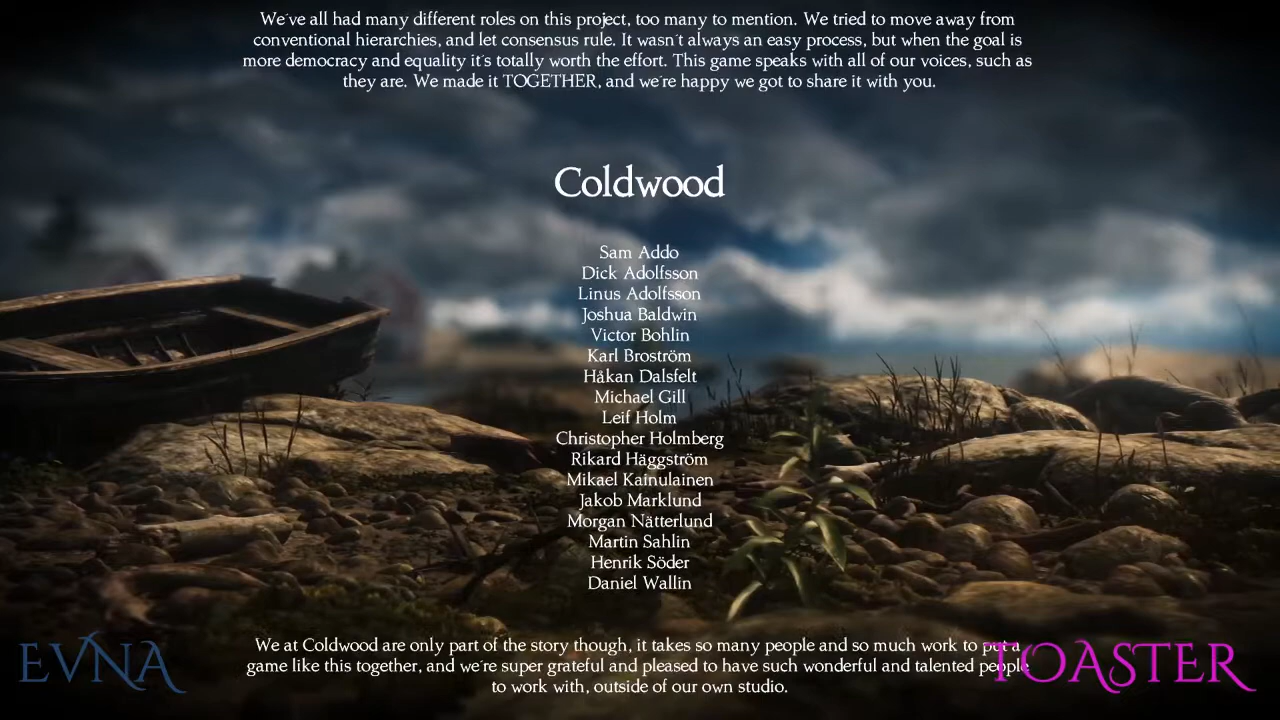 We´ve all had many different roles on this project, too many to mention. We tried to move away from
conventional hierarchies, and let consensus rule. It wasn´t always an easy process, but when the goal is
more democracy and equality it´s totally worth the effort. This game speaks with all of our voices, such as
they are. We made it TOGETHER, and we´re happy we got to share it with you.
Coldwood
Sam Addo
Dick Adolfsson
Linus Adolfsson
Joshua Baldwin
Victor Bohlin
Karl Broström
Håkan Dalsfelt
Michael Gill
Leif Holm
Christopher Holmberg
Rikard Häggström
Mikael Kainulainen
Jakob Marklund
Morgan Nätterlund
Martin Sahlin
Henrik Söder
Daniel Wallin
We at Coldwood are only part of the story though, it takes so many people and so much work to put a
game like this together, and we´re super grateful and pleased to have such wonderful and talented people
to work with, outside of our own studio.
EVNA
TOASTER